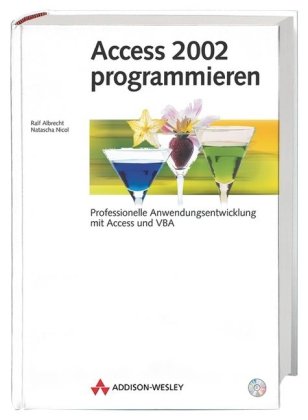 Access 2002
programmieren
Ralf Albrecht
Natascha Nicol
Professionelle Anwendungsentwicklung
mit Access und VBA
ADDISON-WESLEY